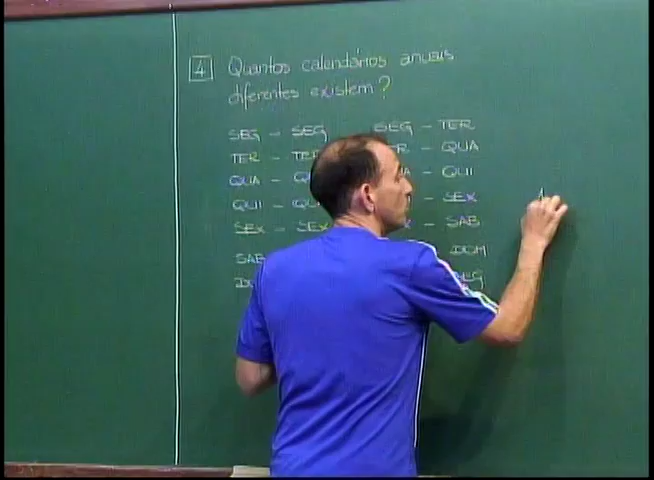 4 Quantos calendários anuais
diferentes existem?
SEG - SEG SEG - TER
TER - TER - QUA
QUA - - QUI
QUI - - SEX
SEX - SEX - SAB
SAB DOM